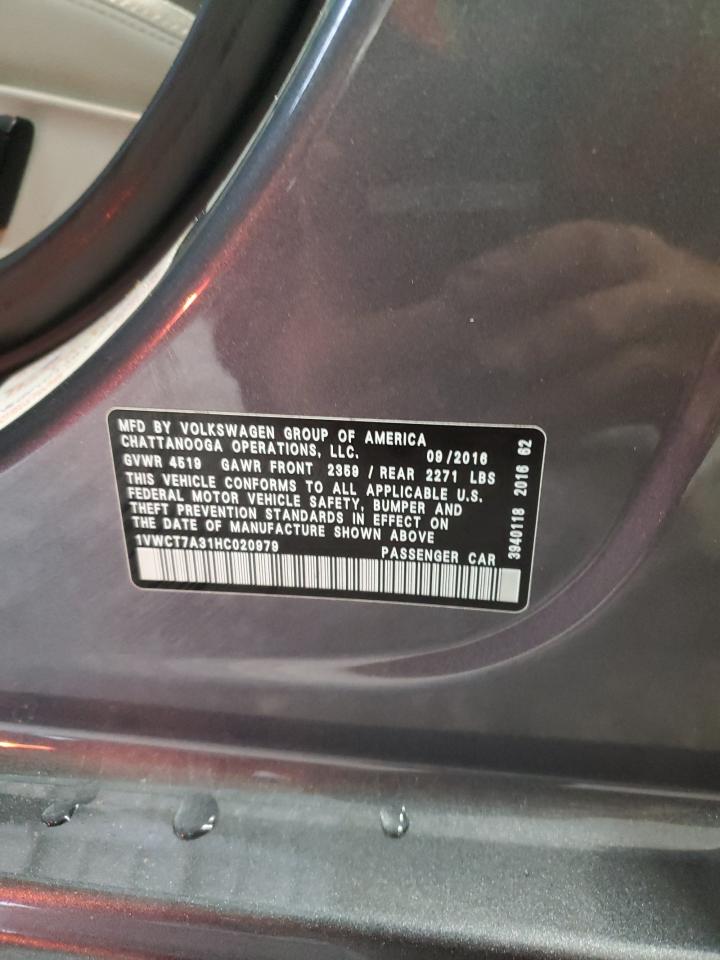 MFD BY VOLKSWAGEN GROUP OF AMERICA
CHATTANOOGA OPERATIONS, LLC. 09/2016
GVWR 4519 GAWR FRONT 2359 / REAR 2271 LBS
THIS VEHICLE CONFORMS TO ALL APPLICABLE U.S.
FEDERAL MOTOR VEHICLE SAFETY, BUMPER AND
THEFT PREVENTION STANDARDS IN EFFECT ON
THE DATE OF MANUFACTURE SHOWN ABOVE
1VWCT7A31HC020979 PASSENGER CAR
3940118 2016 62